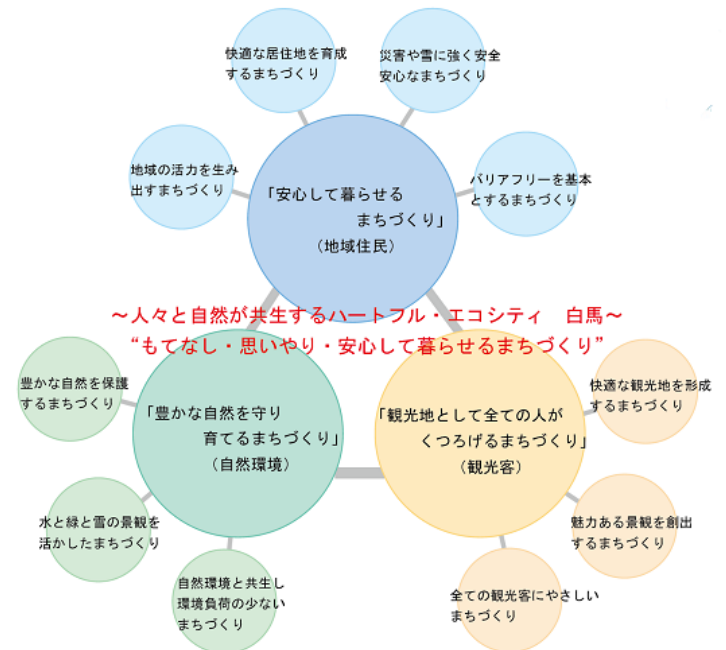 快適な居住地を育成
するまちづくり
災害や雪に強く安全
安心なまちづくり
地域の活力を生み
出すまちづくり
バリアフリーを基本
とするまちづくり
「安心して暮らせる
まちづくり」
（地域住民）
～人々と自然が共生するハートフル・エコシティ　白馬～
“もてなし・思いやり・安心して暮らせるまちづくり”
豊かな自然を保護
するまちづくり
「豊かな自然を守り
育てるまちづくり」
（自然環境）
「観光地として全ての人が
くつろげるまちづくり」
（観光客）
快適な観光地を形成
するまちづくり
水と緑と雪の景観を
活かしたまちづくり
魅力ある景観を創出
するまちづくり
自然環境と共生し
環境負荷の少ない
まちづくり
全ての観光客にやさしい
まちづくり